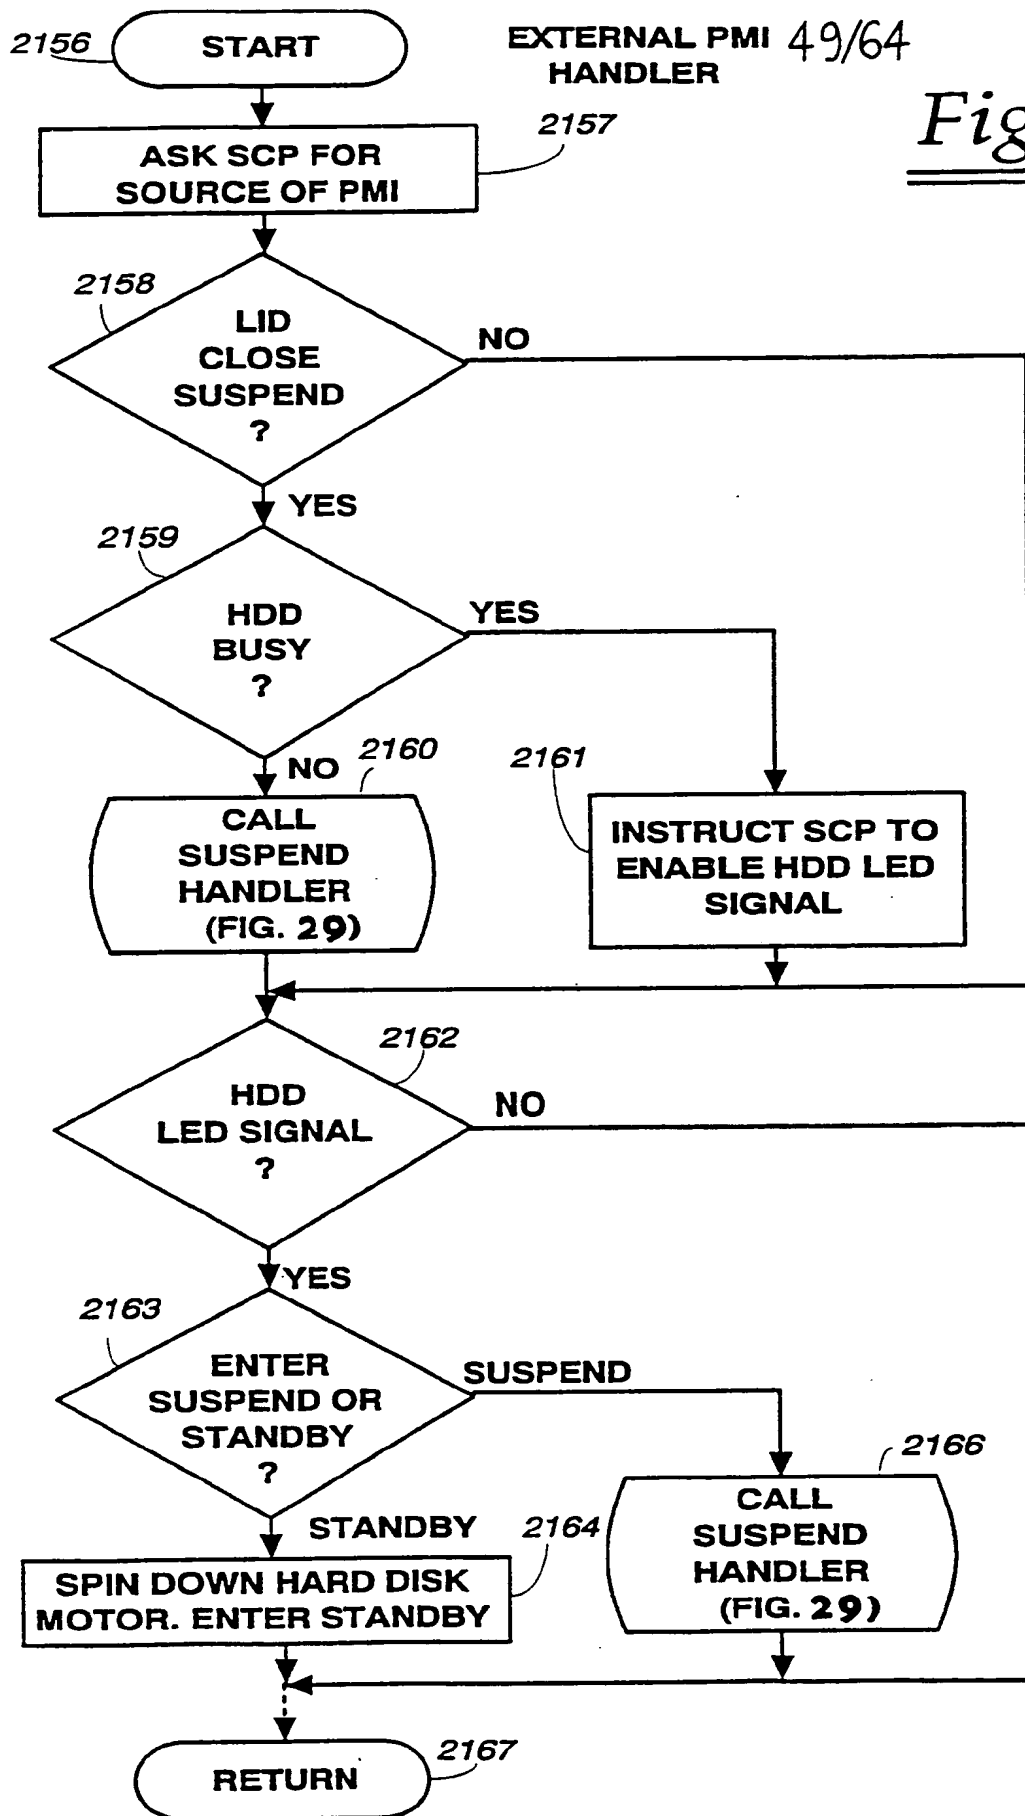 2156
START
EXTERNAL PMI 49/64
HANDLER
Fig
2157
ASK SCP FOR
SOURCE OF PMI
2158
LID
CLOSE
SUSPEND
?
NO
YES
2159
HDD
BUSY
?
YES
NO
2160
CALL
SUSPEND
HANDLER
(FIG. 29)
2161
INSTRUCT SCP TO
ENABLE HDD LED
SIGNAL
2162
HDD
LED SIGNAL
?
NO
YES
2163
ENTER
SUSPEND OR
STANDBY
?
SUSPEND
STANDBY
2164
SPIN DOWN HARD DISK
MOTOR. ENTER STANDBY
2166
CALL
SUSPEND
HANDLER
(FIG. 29)
2167
RETURN